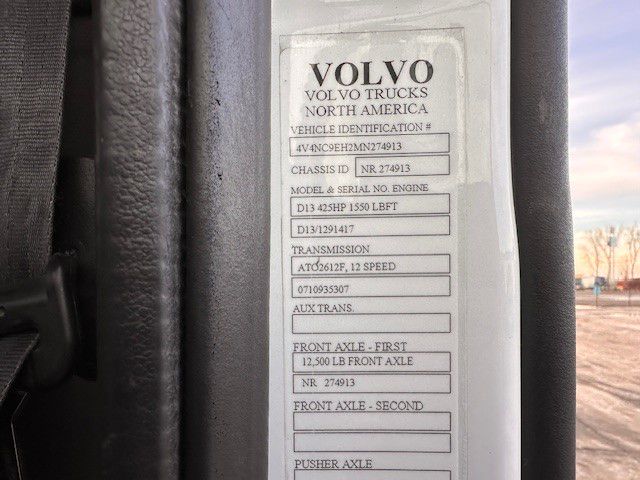 VOLVO
VOLVO TRUCKS
NORTH AMERICA
VEHICLE IDENTIFICATION #
4V4NC9EH2MN274913
CHASSIS ID NR 274913
MODEL & SERIAL NO. ENGINE
D13 425HP 1550 LBFT
D13/1291417
TRANSMISSION
ATO2612F, 12 SPEED
0710935307
AUX TRANS.
FRONT AXLE - FIRST
12,500 LB FRONT AXLE
NR 274913
FRONT AXLE - SECOND
PUSHER AXLE